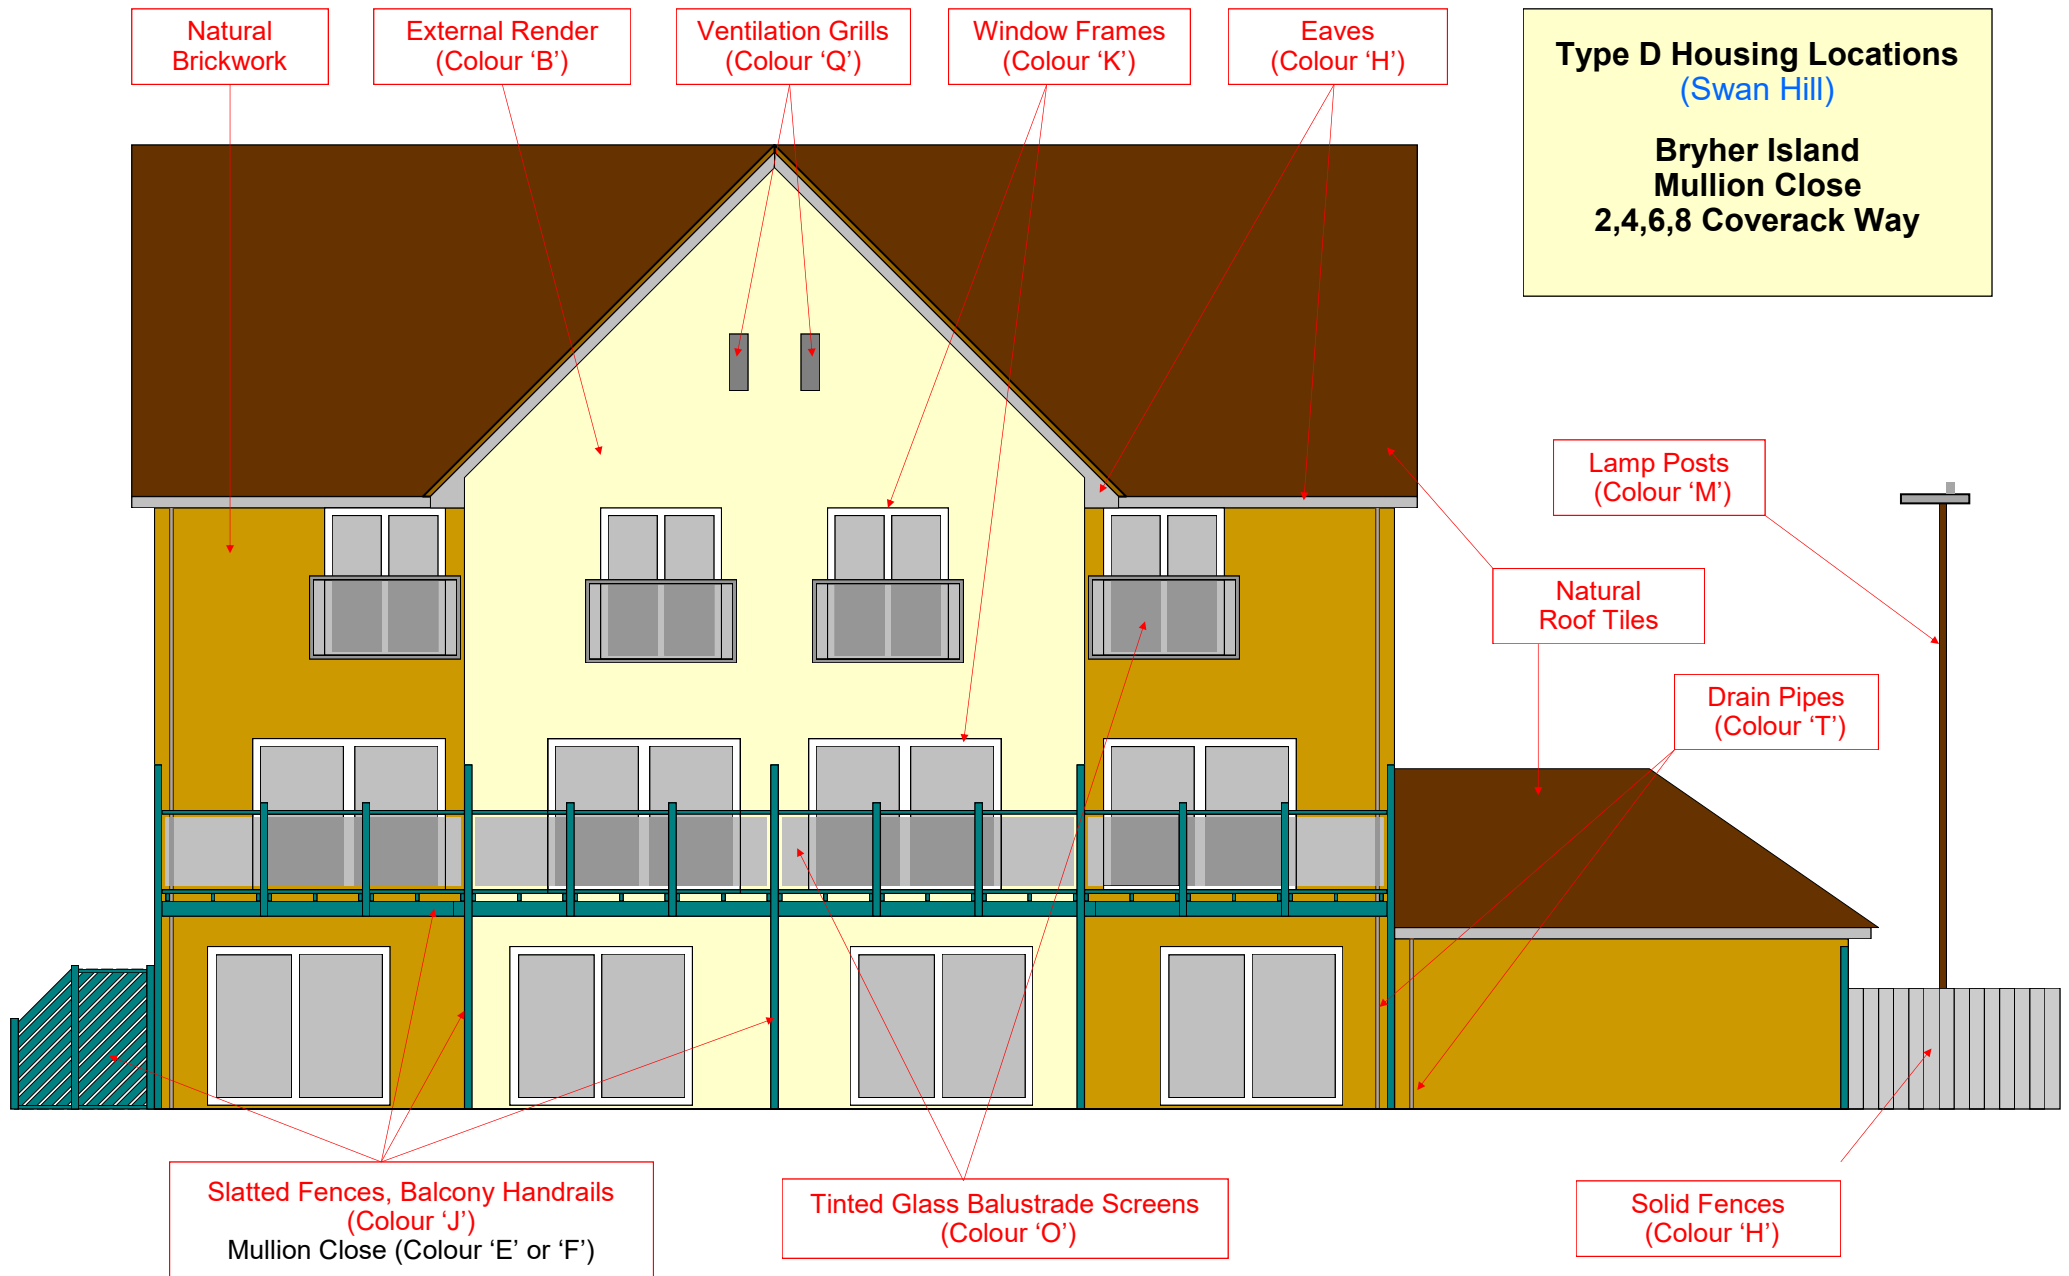 Natural
Brickwork
External Render
(Colour ‘B’)
Ventilation Grills
(Colour ‘Q’)
Window Frames
(Colour ‘K’)
Eaves
(Colour ‘H’)
Type D Housing Locations
(Swan Hill)
Bryher Island
Mullion Close
2,4,6,8 Coverack Way
Lamp Posts
(Colour ‘M’)
Natural
Roof Tiles
Drain Pipes
(Colour ‘T’)
Slatted Fences, Balcony Handrails
(Colour ‘J’)
Mullion Close (Colour ‘E’ or ‘F’)
Tinted Glass Balustrade Screens
(Colour ‘O’)
Solid Fences
(Colour ‘H’)